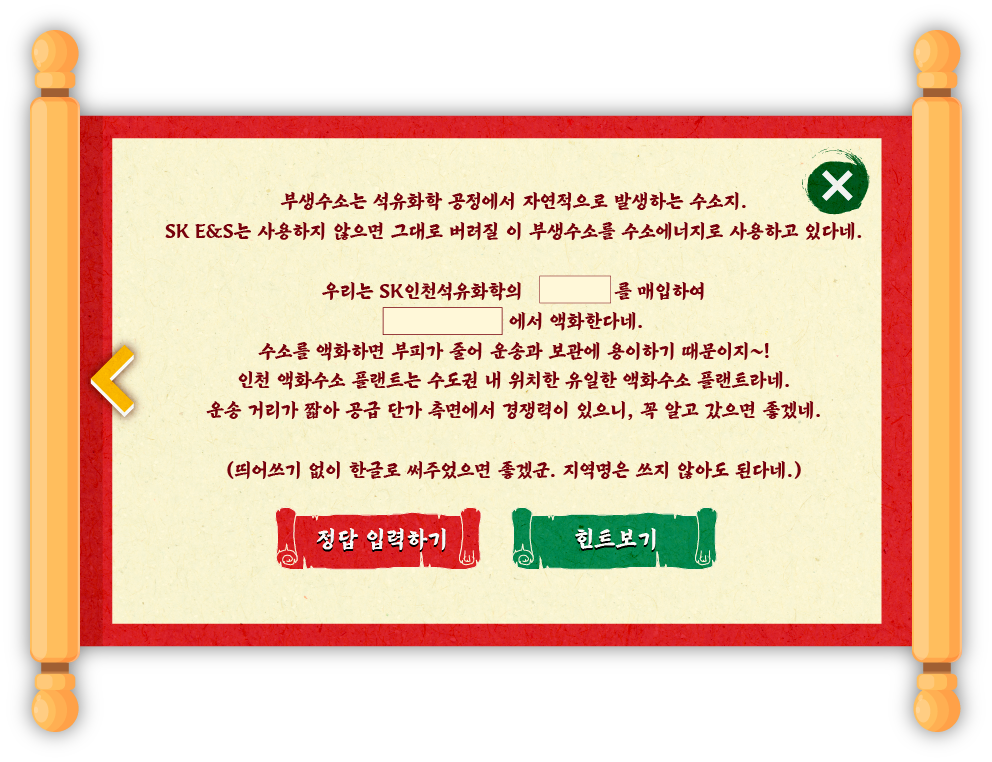 부생수소는 석유화학 공정에서 자연적으로 발생하는 수소지.
SK E&S는 사용하지 않으면 그대로 버려질 이 부생수소를 수소에너지로 사용하고 있다네.
우리는 SK인천석유화학의 를 매입하여
에서 액화한다네.
수소를 액화하면 부피가 줄어 운송과 보관에 용이하기 때문이지~!
인천 액화수소 플랜트는 수도권 내 위치한 유일한 액화수소 플랜트라네.
운송 거리가 짧아 공급 단가 측면에서 경쟁력이 있으니, 꼭 알고 갔으면 좋겠네.
(띄어쓰기 없이 한글로 써주었으면 좋겠군. 지역명은 쓰지 않아도 된다네.)
정답 입력하기 힌트보기